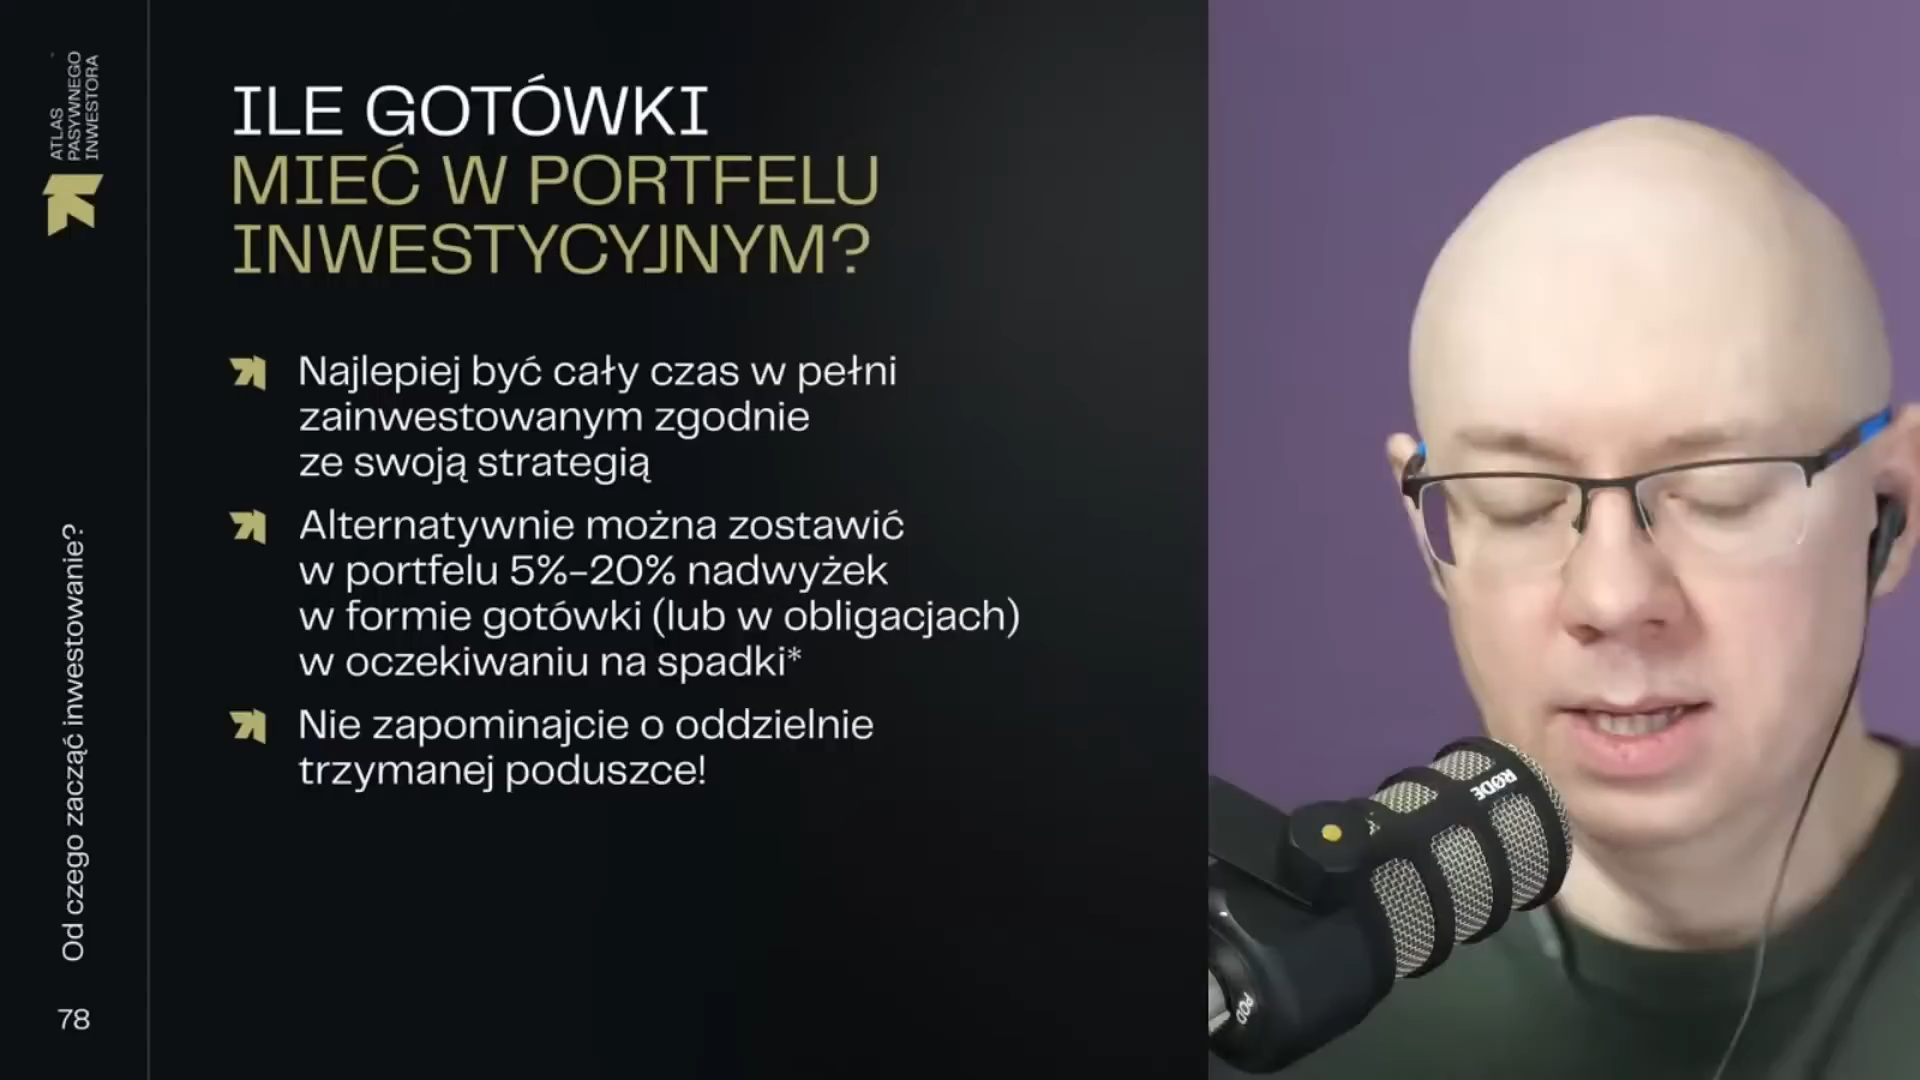 ATLAS
PASYWNEGO
INWESTORA
ILE GOTÓWKI
MIEĆ W PORTFELU
INWESTYCYJNYM?
Najlepiej być cały czas w pełni
zainwestowanym zgodnie
ze swoją strategią
Alternatywnie można zostawić
w portfelu 5%–20% nadwyżek
w formie gotówki (lub w obligacjach)
w oczekiwaniu na spadki*
Nie zapominajcie o oddzielnie
trzymanej poduszce!
Od czego zacząć inwestowanie?
78
RØDE
POD